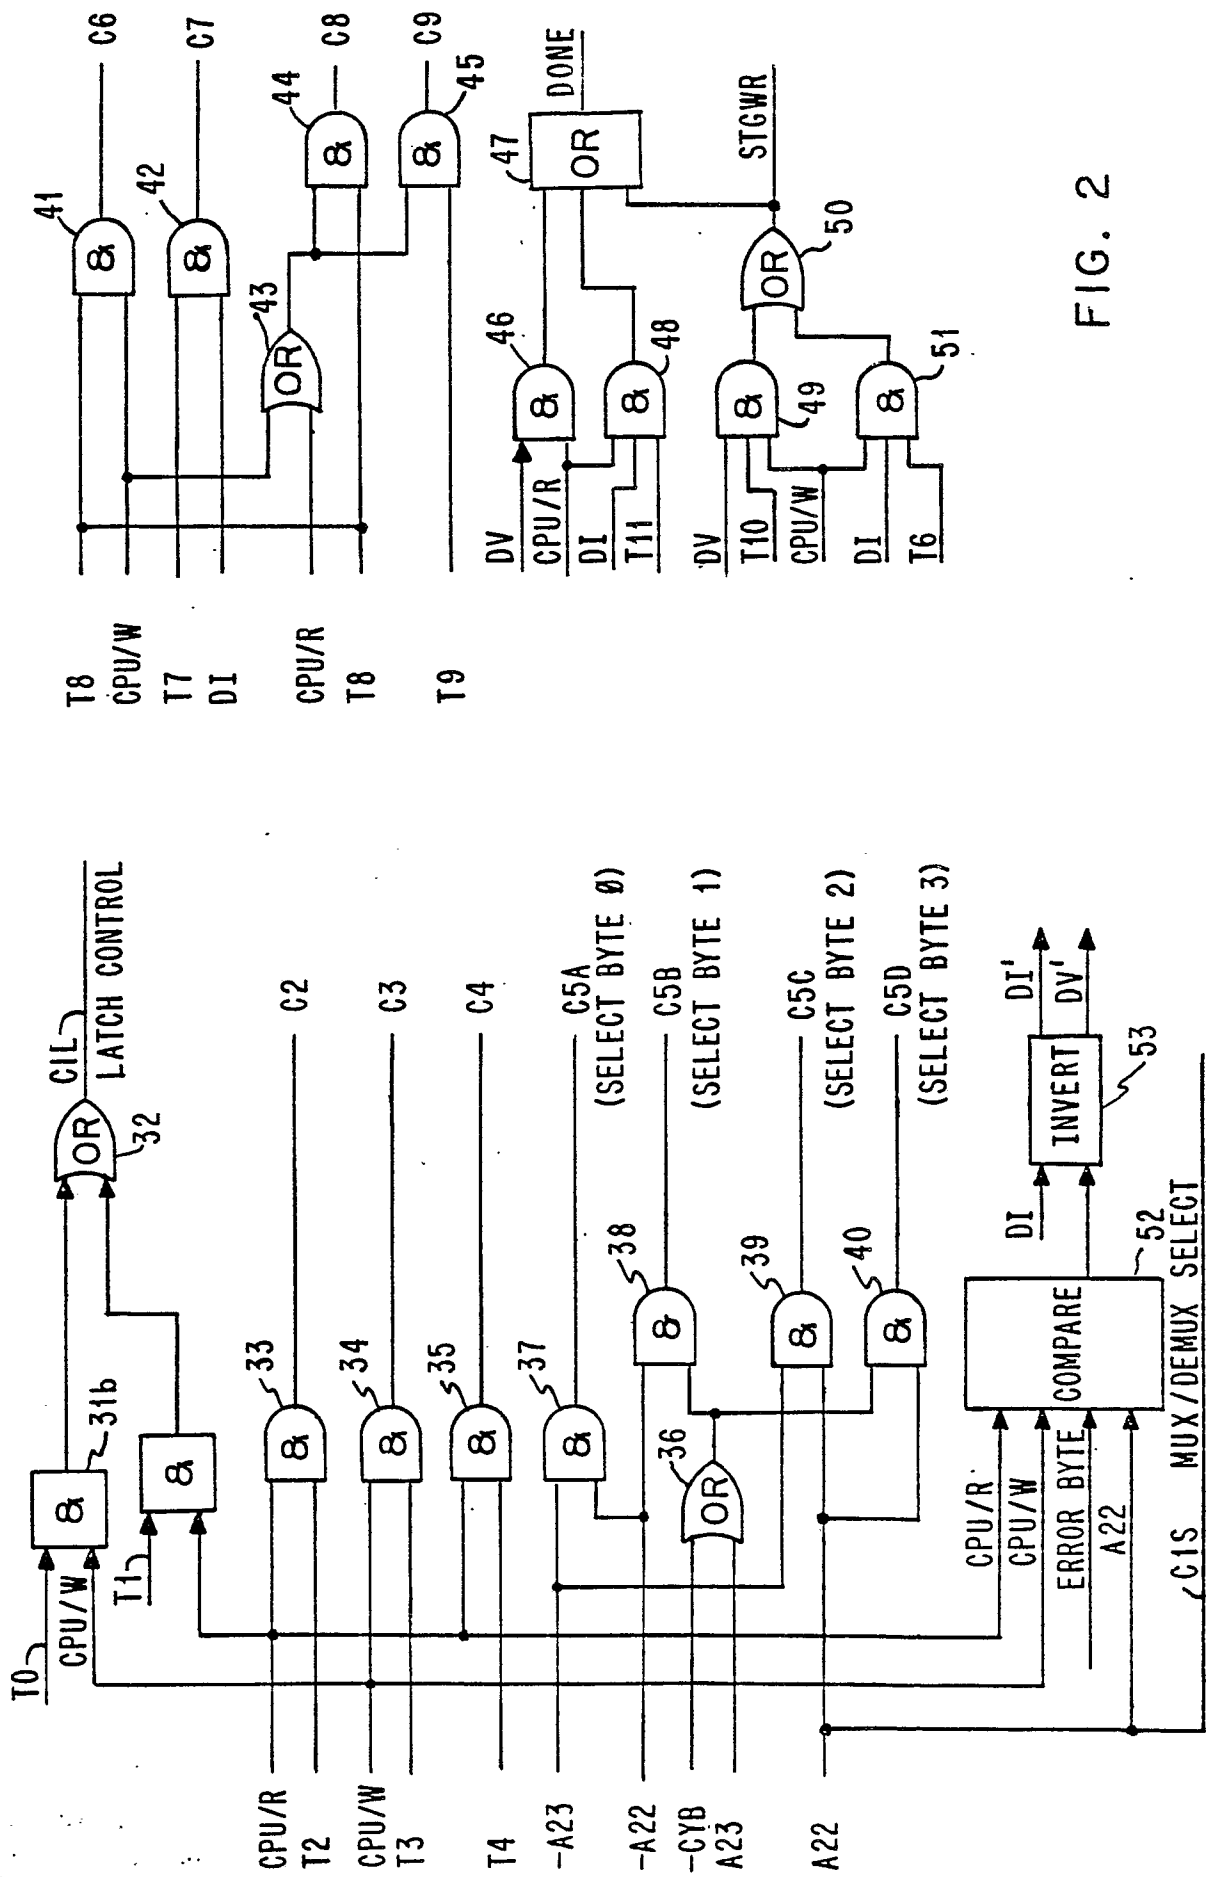 T0
CPU/W
T1
&
31b
&
OR
32
CIL
LATCH CONTROL
CPU/R
T2
&
33
C2
CPU/W
T3
&
34
C3
T4
&
35
C4
-A23
&
37
C5A
(SELECT BYTE 0)
-A22
&
38
C5B
(SELECT BYTE 1)
-CYB
A23
OR
36
&
39
C5C
(SELECT BYTE 2)
A22
&
40
C5D
(SELECT BYTE 3)
CPU/R
CPU/W
ERROR BYTE
A22
COMPARE
52
DI
INVERT
53
DI'
DV'
C1S
MUX/DEMUX SELECT
T8
CPU/W
T7
DI
CPU/R
T8
T9
&
41
C6
&
42
C7
OR
43
&
44
C8
&
45
C9
DV
CPU/R
DI
T11
&
46
&
48
47
OR
DONE
DV
T10
CPU/W
DI
T6
&
49
&
51
OR
50
STGWR
FIG. 2